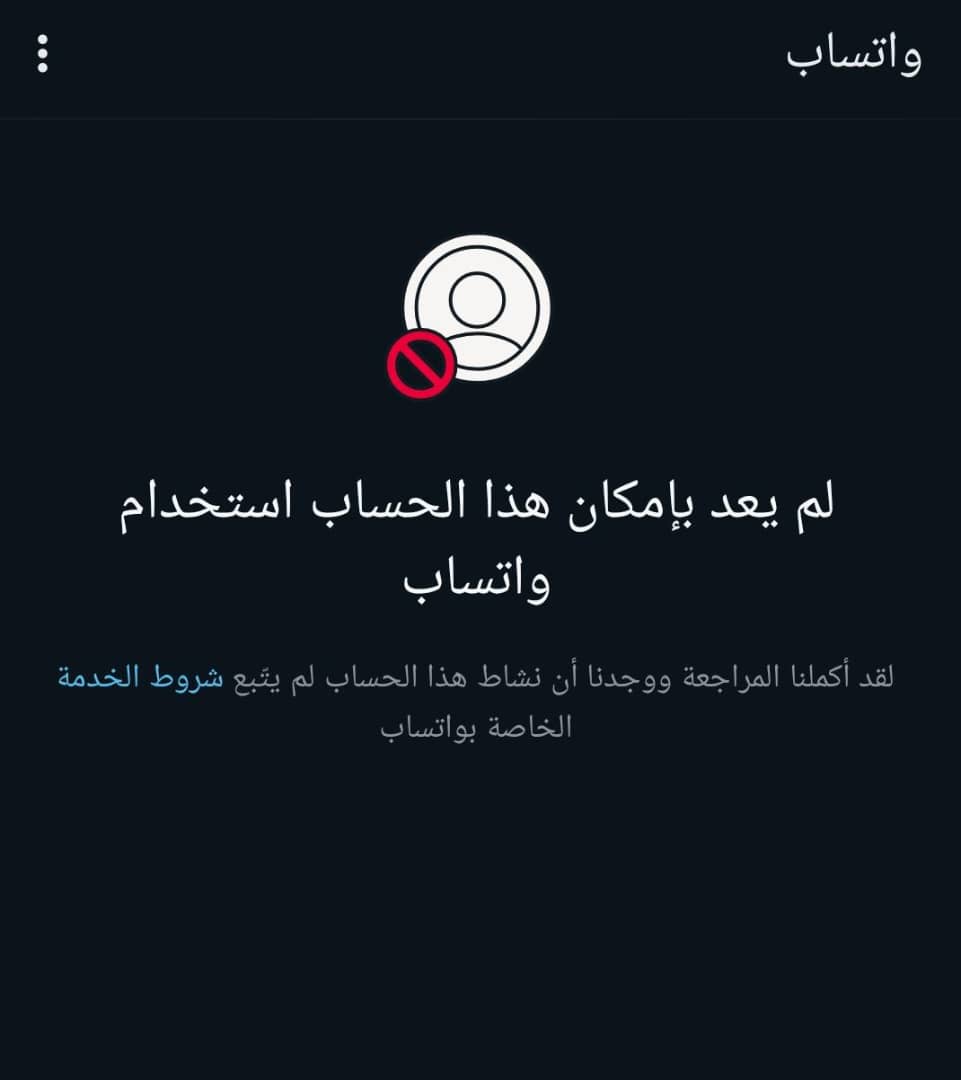 واتساب
لم يعد بإمكان هذا الحساب استخدام
واتساب
لقد أكملنا المراجعة ووجدنا أن نشاط هذا الحساب لم يتّبع شروط الخدمة
الخاصة بواتساب